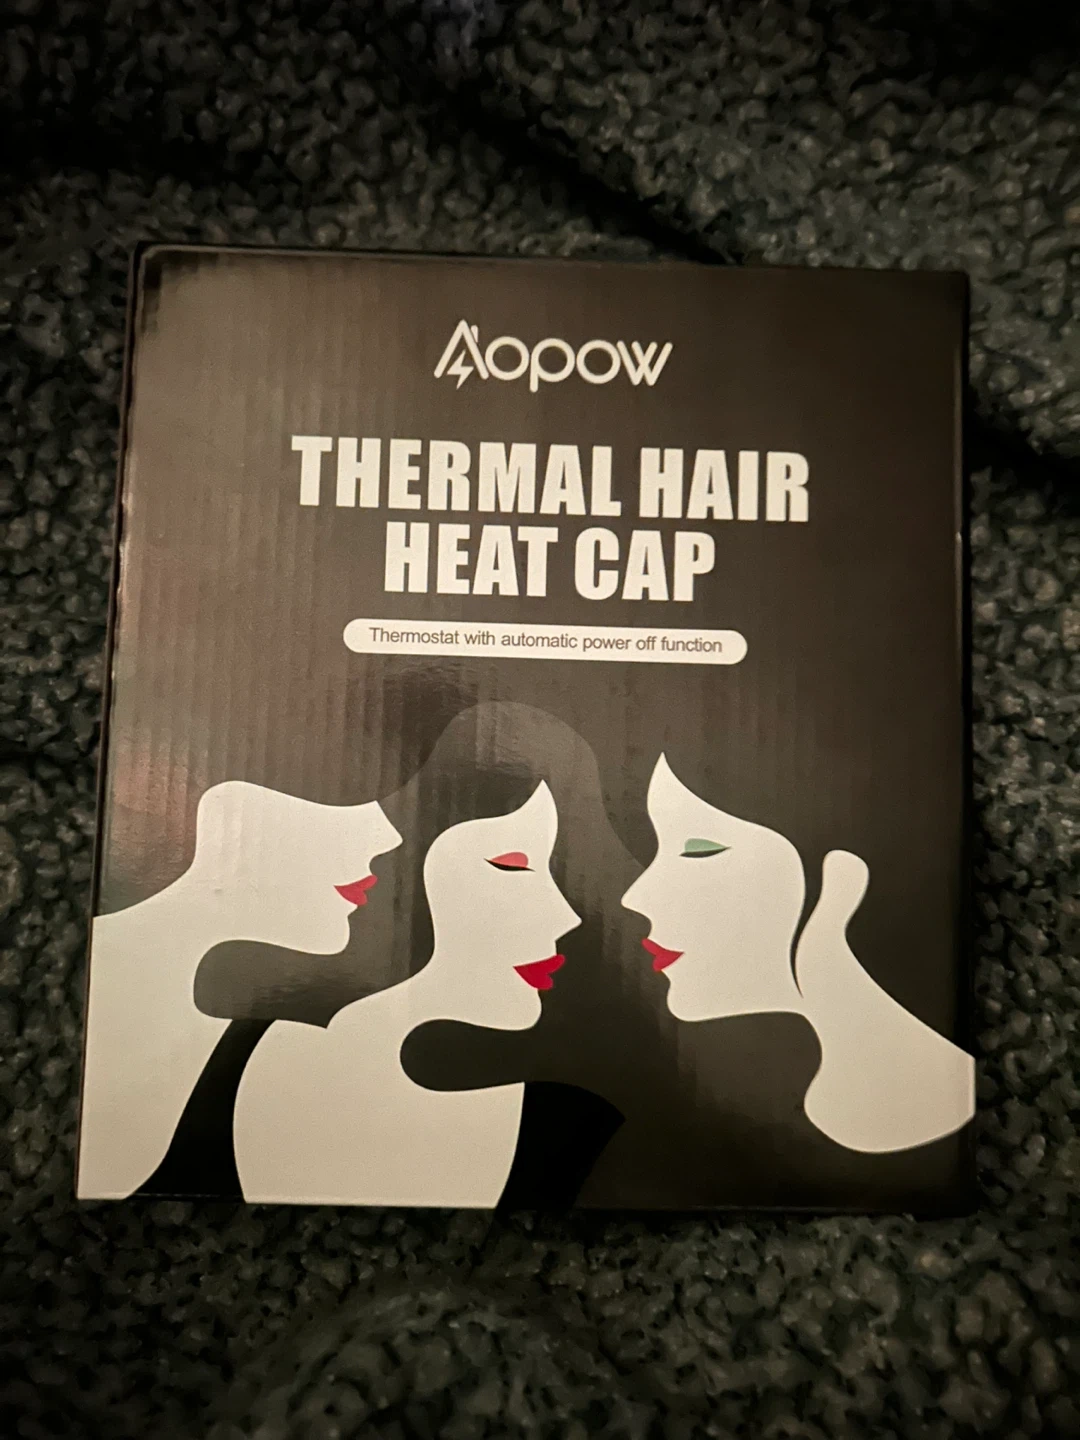 Aopow
THERMAL HAIR
HEAT CAP
Thermostat with automatic power off function